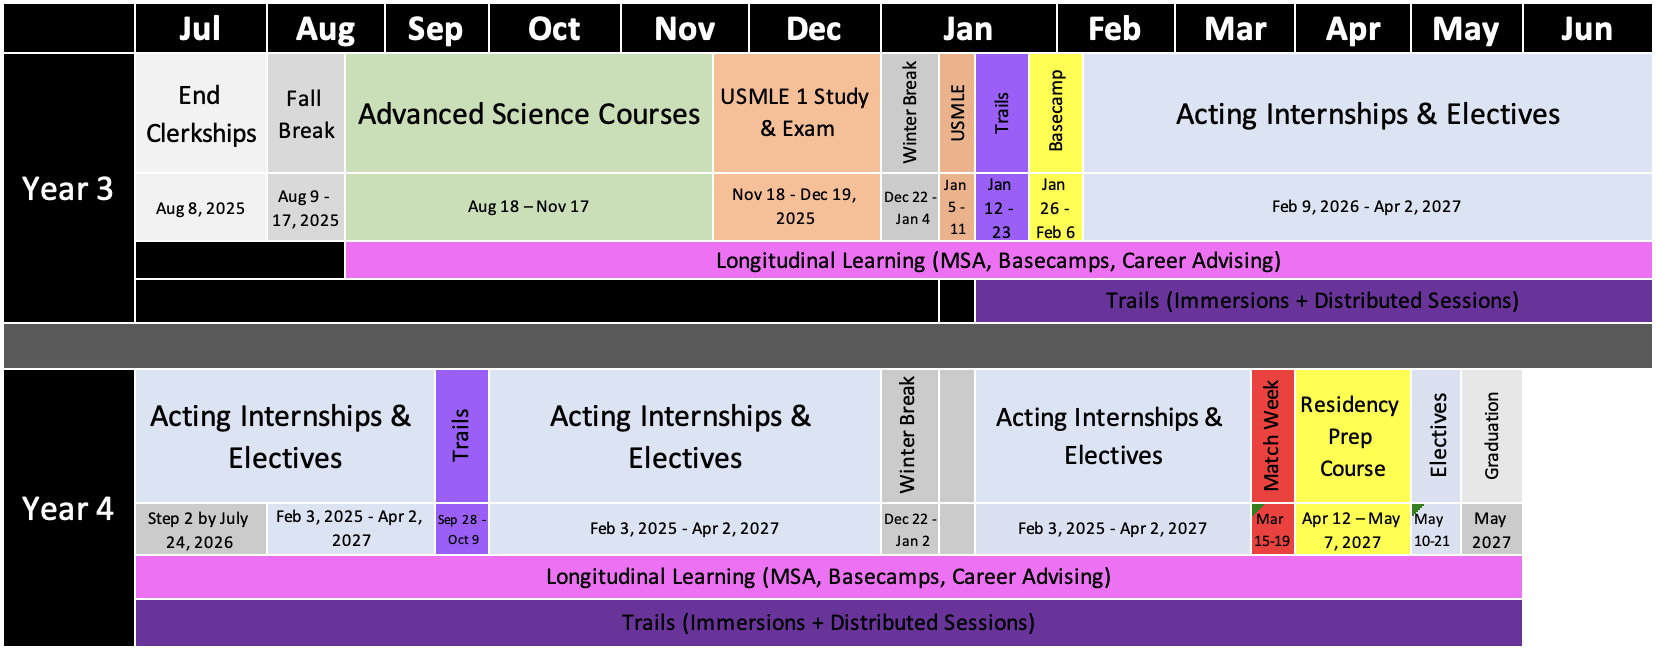 Jul Aug Sep Oct Nov Dec Jan Feb Mar Apr May Jun
Year 3
End
Clerkships
Fall
Break
Advanced Science Courses
USMLE 1 Study
& Exam
Winter Break
USMLE
Trails
Basecamp
Acting Internships & Electives
Aug 8, 2025
Aug 9 -
17, 2025
Aug 18 – Nov 17
Nov 18 - Dec 19,
2025
Dec 22 -
Jan 4
Jan
5 -
11
Jan
12 -
23
Jan
26 -
Feb 6
Feb 9, 2026 - Apr 2, 2027
Longitudinal Learning (MSA, Basecamps, Career Advising)
Trails (Immersions + Distributed Sessions)
Year 4
Acting Internships &
Electives
Trails
Acting Internships &
Electives
Winter Break
Acting Internships &
Electives
Match Week
Residency
Prep
Course
Electives
Graduation
Step 2 by July
24, 2026
Feb 3, 2025 - Apr 2,
2027
Sep 28 -
Oct 9
Feb 3, 2025 - Apr 2, 2027
Dec 22 -
Jan 2
Feb 3, 2025 - Apr 2, 2027
Mar
15-19
Apr 12 – May
7, 2027
May
10-21
May
2027
Longitudinal Learning (MSA, Basecamps, Career Advising)
Trails (Immersions + Distributed Sessions)